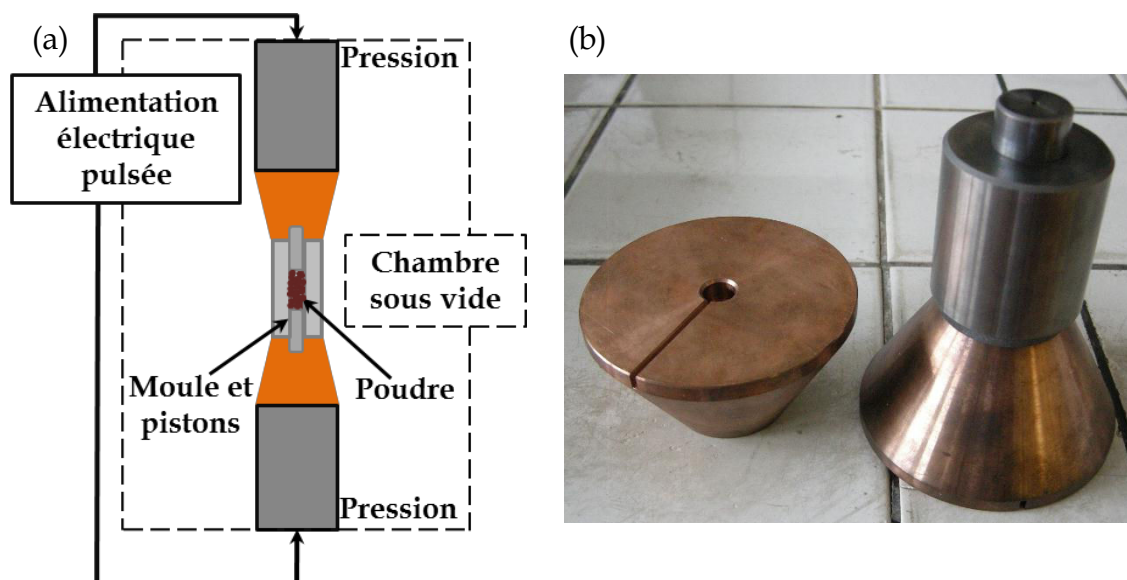 (a)
Pression
Alimentation
électrique
pulsée
Chambre
sous vide
Moule et
pistons
Poudre
Pression
(b)